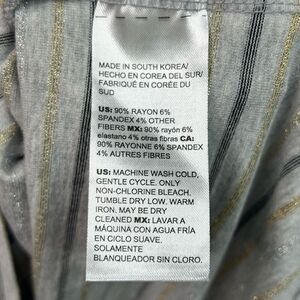 MADE IN SOUTH KOREA/
HECHO EN COREA DEL SUR/
FABRIQUÉ EN CORÉE DU
SUD
US: 90% RAYON 6%
SPANDEX 4% OTHER
FIBERS MX: 90% rayón 6%
elastano 4% otras fibras CA:
90% RAYONNE 6% SPANDEX
4% AUTRES FIBRES
US: MACHINE WASH COLD,
GENTLE CYCLE. ONLY
NON-CHLORINE BLEACH.
TUMBLE DRY LOW. WARM
IRON. MAY BE DRY
CLEANED MX: LAVAR A
MÁQUINA CON AGUA FRÍA
EN CICLO SUAVE.
SOLAMENTE
BLANQUEADOR SIN CLORO.